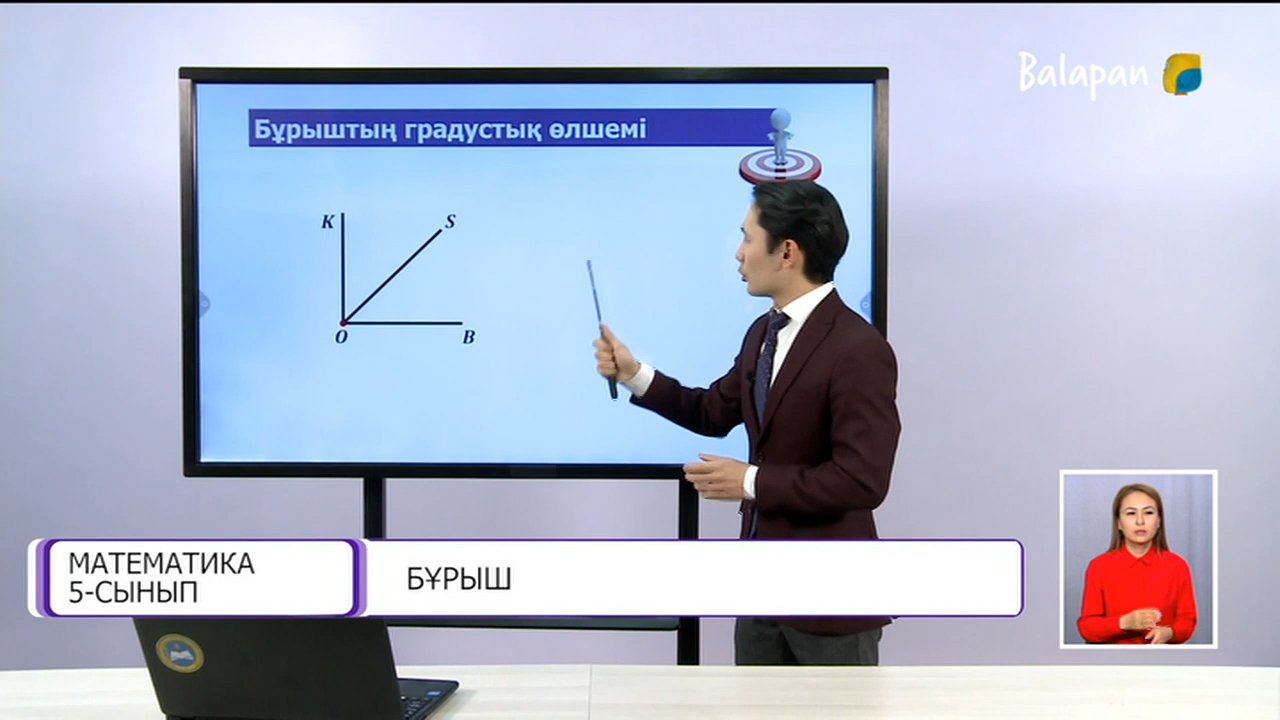 Balapan
Бұрыштың градустық өлшемі
K
S
O
B
МАТЕМАТИКА
5-СЫНЫП
БҰРЫШ